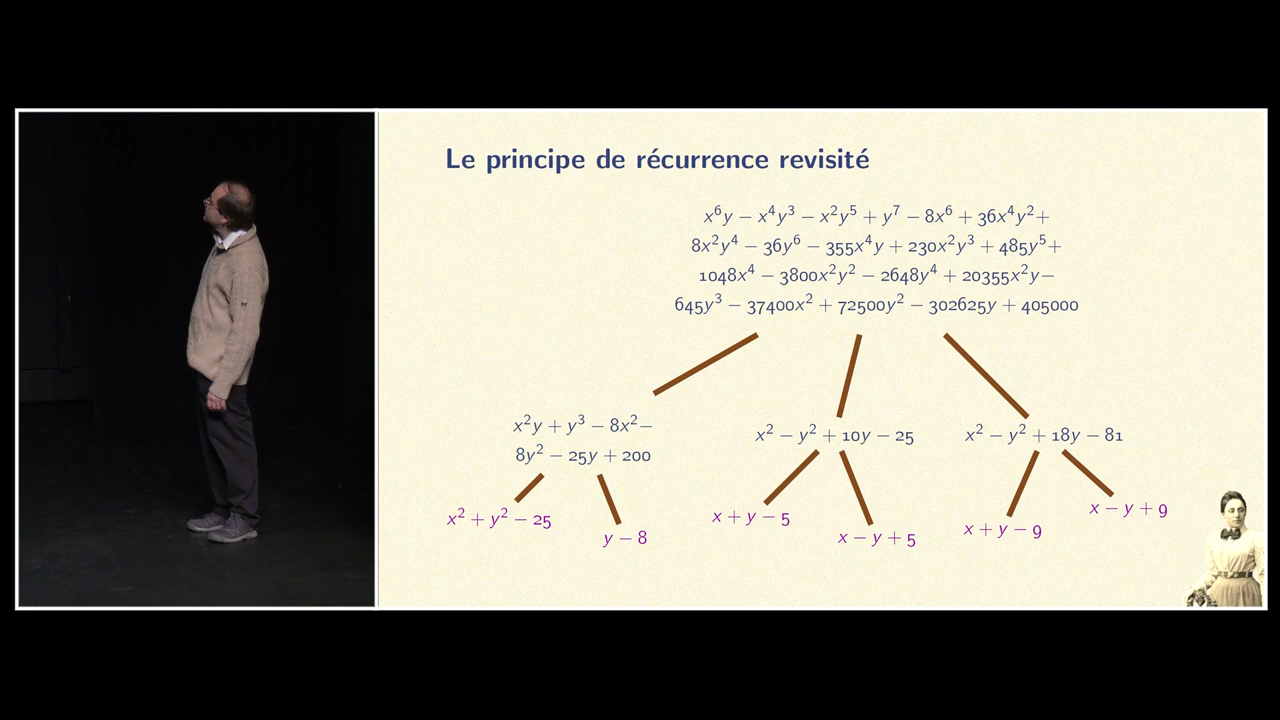 Le principe de récurrence revisité
x⁶y − x⁴y³ − x²y⁵ + y⁷ − 8x⁶ + 36x⁴y²+
8x²y⁴ − 36y⁶ − 355x⁴y + 230x²y³ + 485y⁵+
1048x⁴ − 3800x²y² − 2648y⁴ + 20355x²y−
645y³ − 37400x² + 72500y² − 302625y + 405000
x²y + y³ − 8x²−
8y² − 25y + 200
x² − y² + 10y − 25
x² − y² + 18y − 81
x² + y² − 25
y − 8
x + y − 5
x − y + 5
x + y − 9
x − y + 9